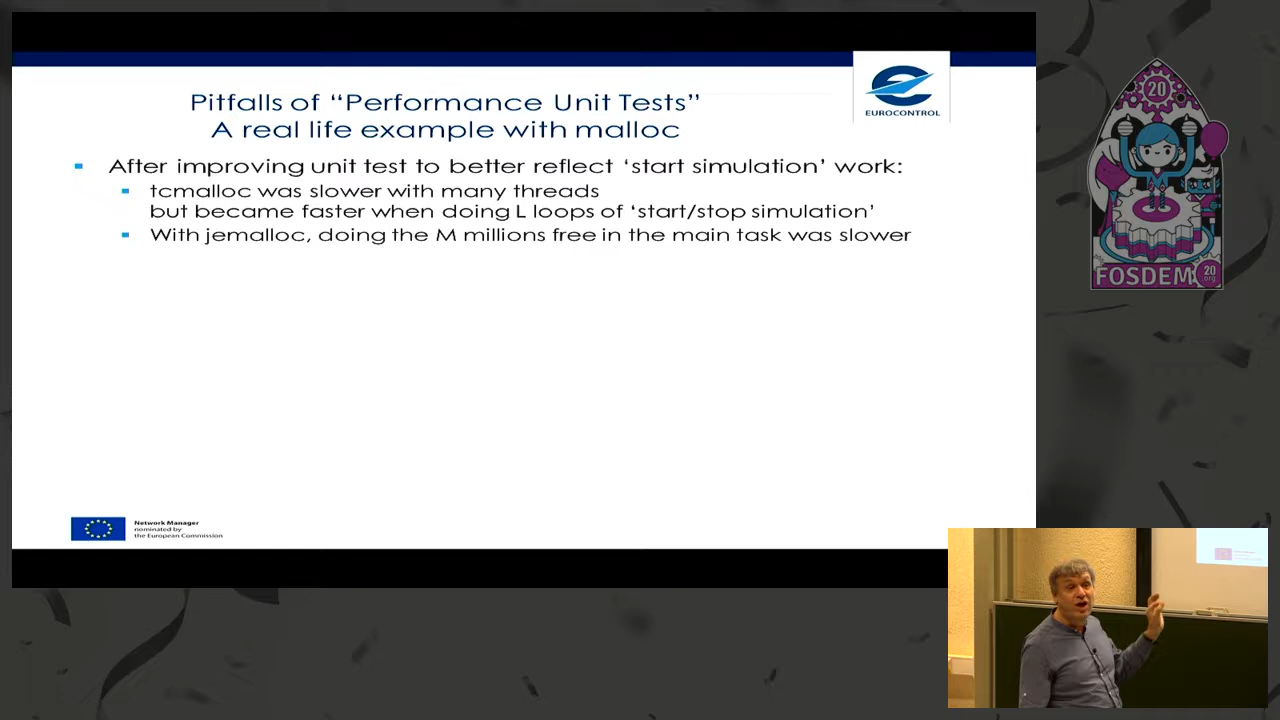 Pitfalls of “Performance Unit Tests”
A real life example with malloc
EUROCONTROL
After improving unit test to better reflect ‘start simulation’ work:
tcmalloc was slower with many threads
but became faster when doing L loops of ‘start/stop simulation’
With jemalloc, doing the M millions free in the main task was slower
Network Manager
nominated by
the European Commission
20
FOSDEM
20
.org